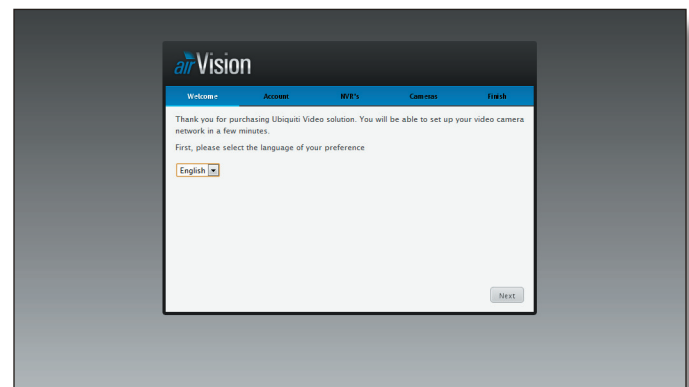 airVision
Welcome Account NVR's Cameras Finish
Thank you for purchasing Ubiquiti Video solution. You will be able to set up your video camera
network in a few minutes.
First, please select the language of your preference
English
Next